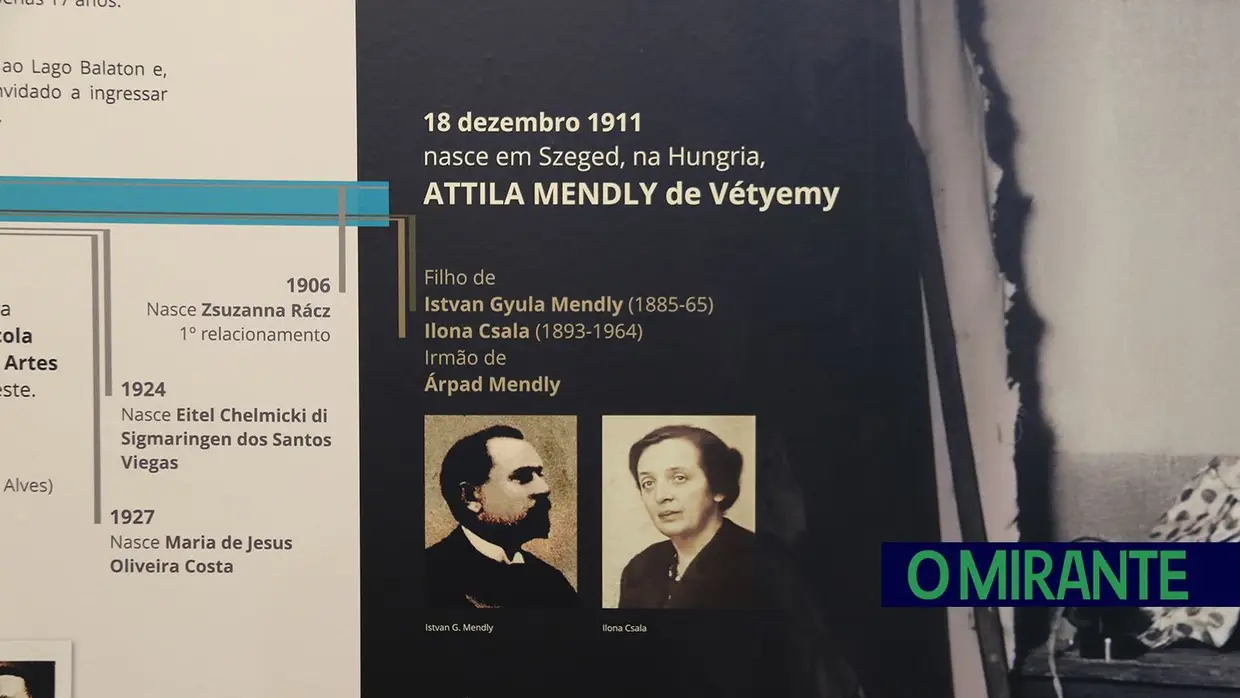 17 anos.
ao Lago Balaton e,
a ingressar
18 dezembro 1911
nasce em Szeged, na Hungria,
ATTILA MENDLY de Vétyemy
Filho de
Istvan Gyula Mendly (1885-65)
Ilona Csala (1893-1964)
Irmão de
Árpad Mendly
Istvan G. Mendly
Ilona Csala
1906
Nasce Zsuzanna Rácz
1º relacionamento
Artes
1924
Nasce Eitel Chelmicki di
Sigmaringen dos Santos
Viegas
Alves)
1927
Nasce Maria de Jesus
Oliveira Costa
O MIRANTE